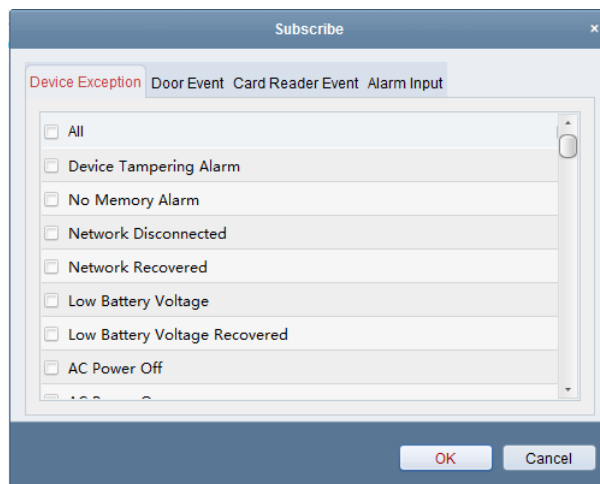 Subscribe ×
Device Exception Door Event Card Reader Event Alarm Input
All
Device Tampering Alarm
No Memory Alarm
Network Disconnected
Network Recovered
Low Battery Voltage
Low Battery Voltage Recovered
AC Power Off
OK Cancel